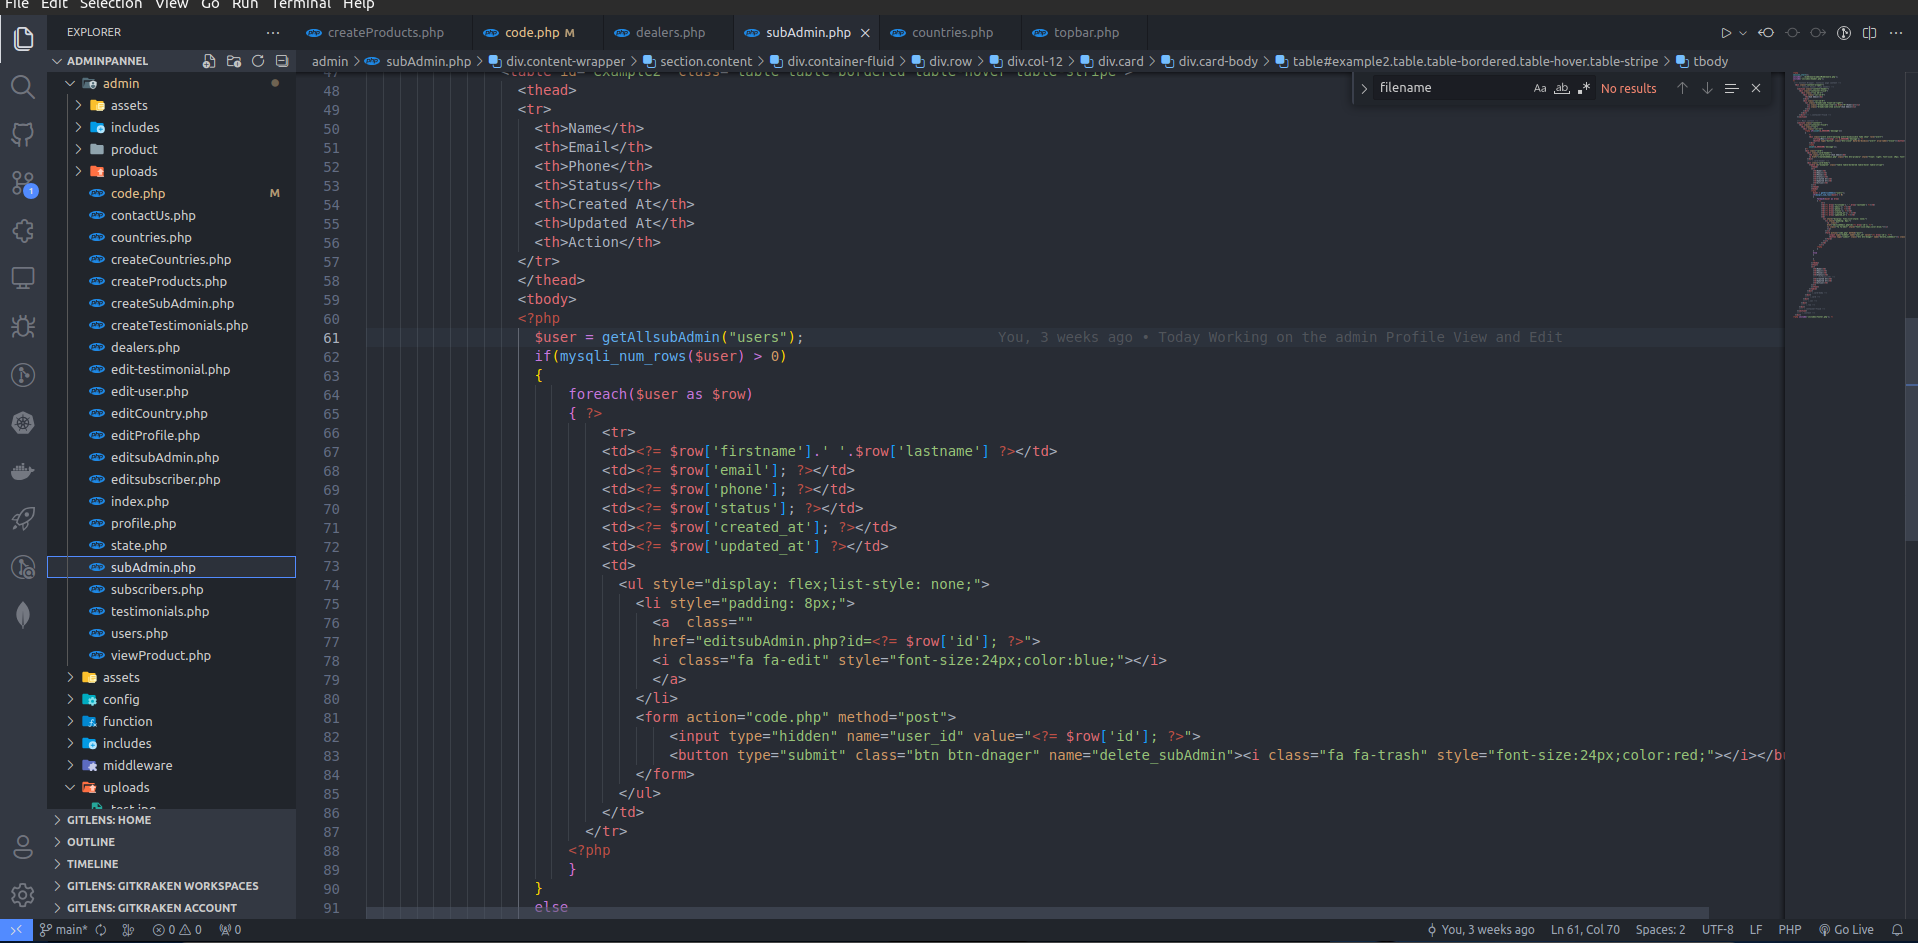 File Edit Selection View Go Run Terminal Help
EXPLORER
createProducts.php
code.php M
dealers.php
subAdmin.php
countries.php
topbar.php
ADMINPANNEL
admin > subAdmin.php > div.content-wrapper > section.content > div.container-fluid > div.row > div.col-12 > div.card > div.card-body > table#example2.table.table-bordered.table-hover.table-stripe > tbody
filename
Aa ab .* No results
admin
assets
includes
product
uploads
code.php M
contactUs.php
countries.php
createCountries.php
createProducts.php
createSubAdmin.php
createTestimonials.php
dealers.php
edit-testimonial.php
edit-user.php
editCountry.php
editProfile.php
editsubAdmin.php
editsubscriber.php
index.php
profile.php
state.php
subAdmin.php
subscribers.php
testimonials.php
users.php
viewProduct.php
assets
config
function
includes
middleware
uploads
test.jpg
GITLENS: HOME
OUTLINE
TIMELINE
GITLENS: GITKRAKEN WORKSPACES
GITLENS: GITKRAKEN ACCOUNT
1
47 <table id="example2" class="table table-bordered table-hover table-stripe">
48 <thead>
49 <tr>
50 <th>Name</th>
51 <th>Email</th>
52 <th>Phone</th>
53 <th>Status</th>
54 <th>Created At</th>
55 <th>Updated At</th>
56 <th>Action</th>
57 </tr>
58 </thead>
59 <tbody>
60 <?php
61 $user = getAllsubAdmin("users"); You, 3 weeks ago • Today Working on the admin Profile View and Edit
62 if(mysqli_num_rows($user) > 0)
63 {
64 foreach($user as $row)
65 { ?>
66 <tr>
67 <td><?= $row['firstname'].' '.$row['lastname'] ?></td>
68 <td><?= $row['email']; ?></td>
69 <td><?= $row['phone']; ?></td>
70 <td><?= $row['status']; ?></td>
71 <td><?= $row['created_at']; ?></td>
72 <td><?= $row['updated_at'] ?></td>
73 <td>
74 <ul style="display: flex;list-style: none;">
75 <li style="padding: 8px;">
76 <a  class=""
77 href="editsubAdmin.php?id=<?= $row['id']; ?>">
78 <i class="fa fa-edit" style="font-size:24px;color:blue;"></i>
79 </a>
80 </li>
81 <form action="code.php" method="post">
82 <input type="hidden" name="user_id" value="<?= $row['id']; ?>">
83 <button type="submit" class="btn btn-dnager" name="delete_subAdmin"><i class="fa fa-trash" style="font-size:24px;color:red;"></i></bu
84 </form>
85 </ul>
86 </td>
87 </tr>
88 <?php
89 }
90 }
91 else
main* 0 0 0 You, 3 weeks ago Ln 61, Col 70 Spaces: 2 UTF-8 LF PHP Go Live